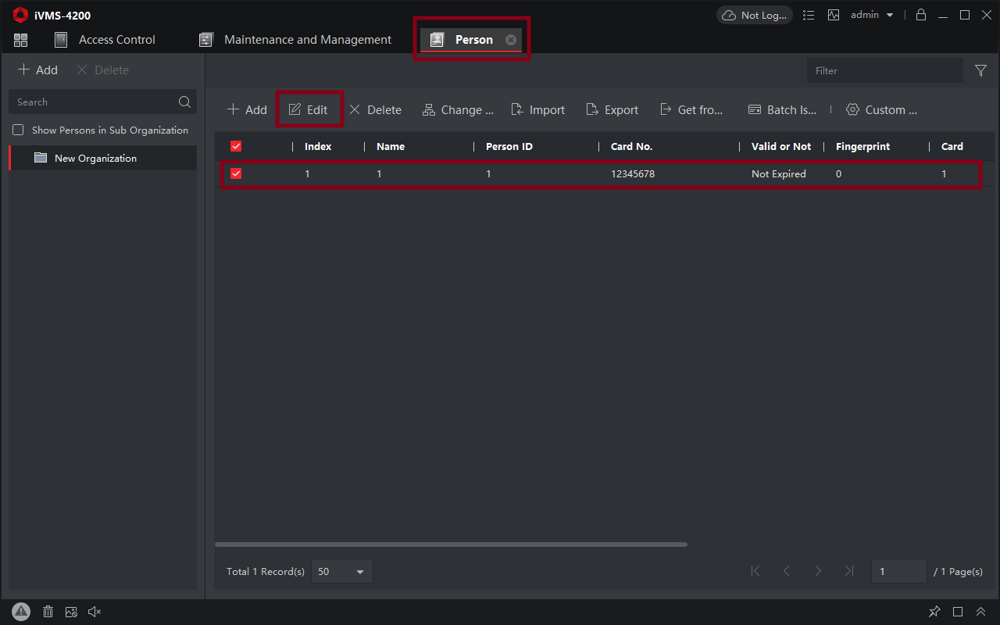 iVMS-4200
Not Log...
admin
Access Control
Maintenance and Management
Person
Add
Delete
Filter
Search
Show Persons in Sub Organization
New Organization
Add
Edit
Delete
Change ...
Import
Export
Get fro...
Batch Is...
Custom ...
Index Name Person ID Card No. Valid or Not Fingerprint Card
1 1 1 12345678 Not Expired 0 1
Total 1 Record(s) 50
1 / 1 Page(s)